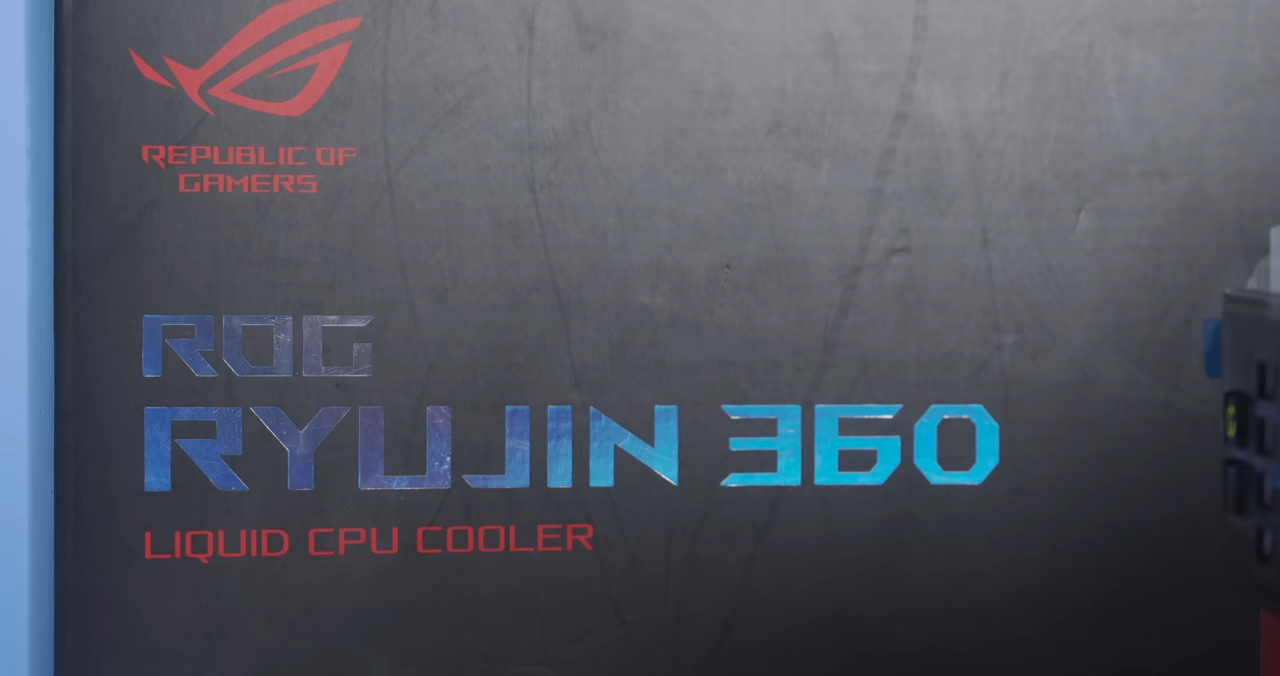 REPUBLIC OF
GAMERS
ROG
RYUJIN 360
LIQUID CPU COOLER